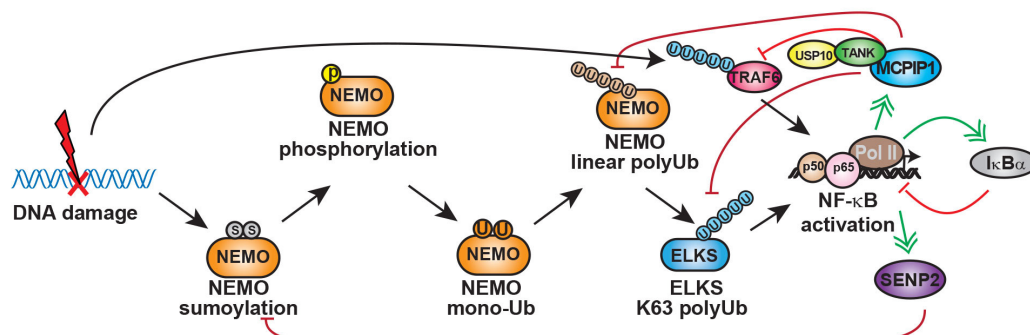 DNA damage
S S
NEMO
NEMO
sumoylation
p
NEMO
NEMO
phosphorylation
U U
NEMO
NEMO
mono-Ub
U U U U U
NEMO
NEMO
linear polyUb
U U U U U
ELKS
ELKS
K63 polyUb
U U U U U
TRAF6
USP10
TANK
MCPIP1
p50
p65
Pol II
NF-κB
activation
IκBα
SENP2